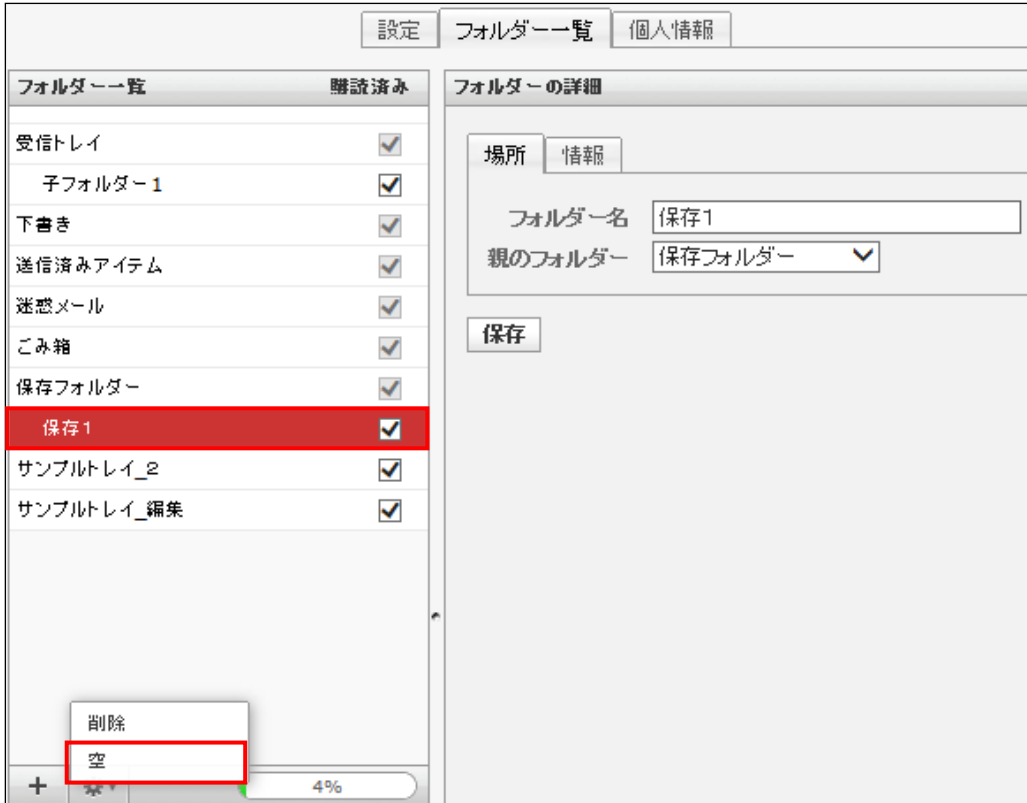 設定 フォルダー一覧 個人情報
フォルダー一覧 購読済み
受信トレイ
子フォルダー1
下書き
送信済みアイテム
迷惑メール
ごみ箱
保存フォルダー
保存1
サンプルトレイ_2
サンプルトレイ_編集
削除
空
+ 4%
フォルダーの詳細
場所 情報
フォルダー名 保存1
親のフォルダー 保存フォルダー
保存